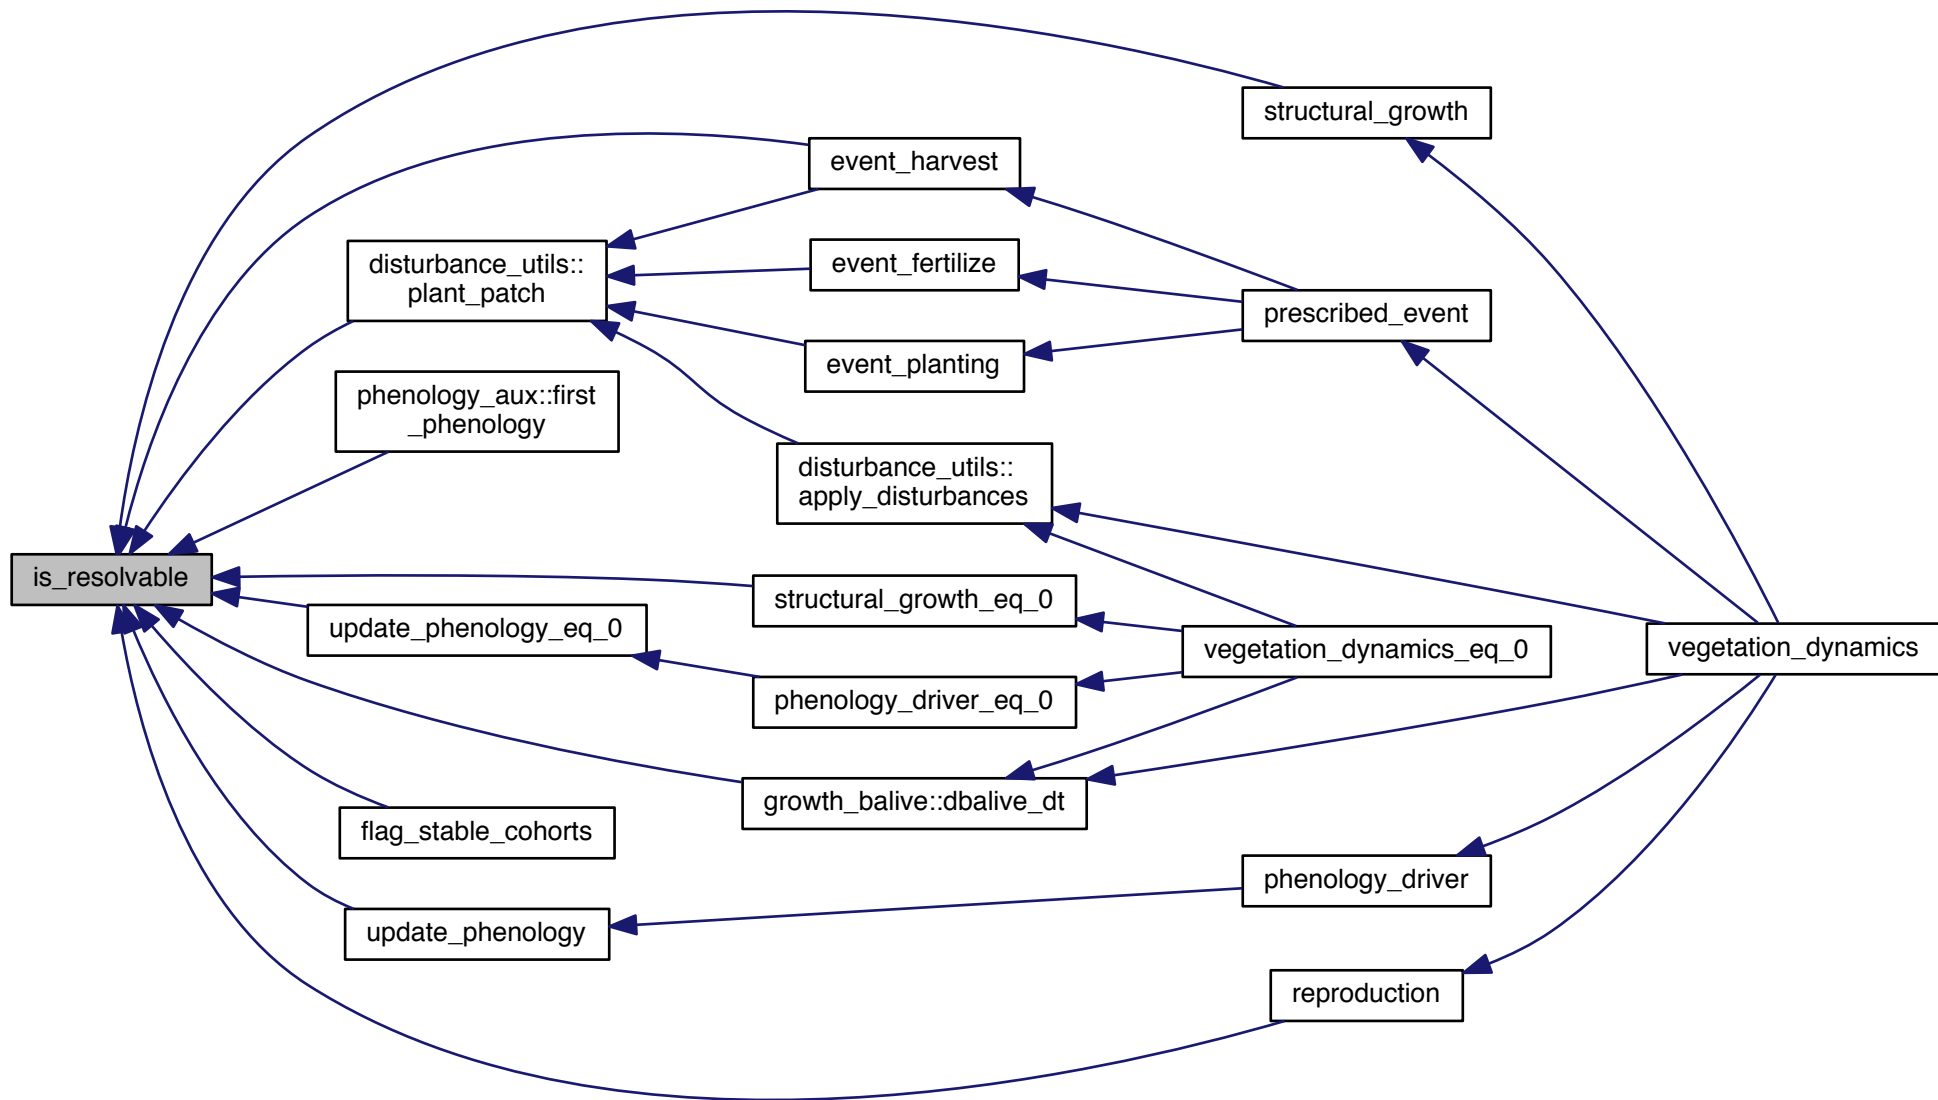 structural_growth
event_harvest
disturbance_utils::
plant_patch
event_fertilize
prescribed_event
event_planting
phenology_aux::first
_phenology
disturbance_utils::
apply_disturbances
is_resolvable
structural_growth_eq_0
update_phenology_eq_0
vegetation_dynamics_eq_0
vegetation_dynamics
phenology_driver_eq_0
growth_balive::dbalive_dt
flag_stable_cohorts
phenology_driver
update_phenology
reproduction